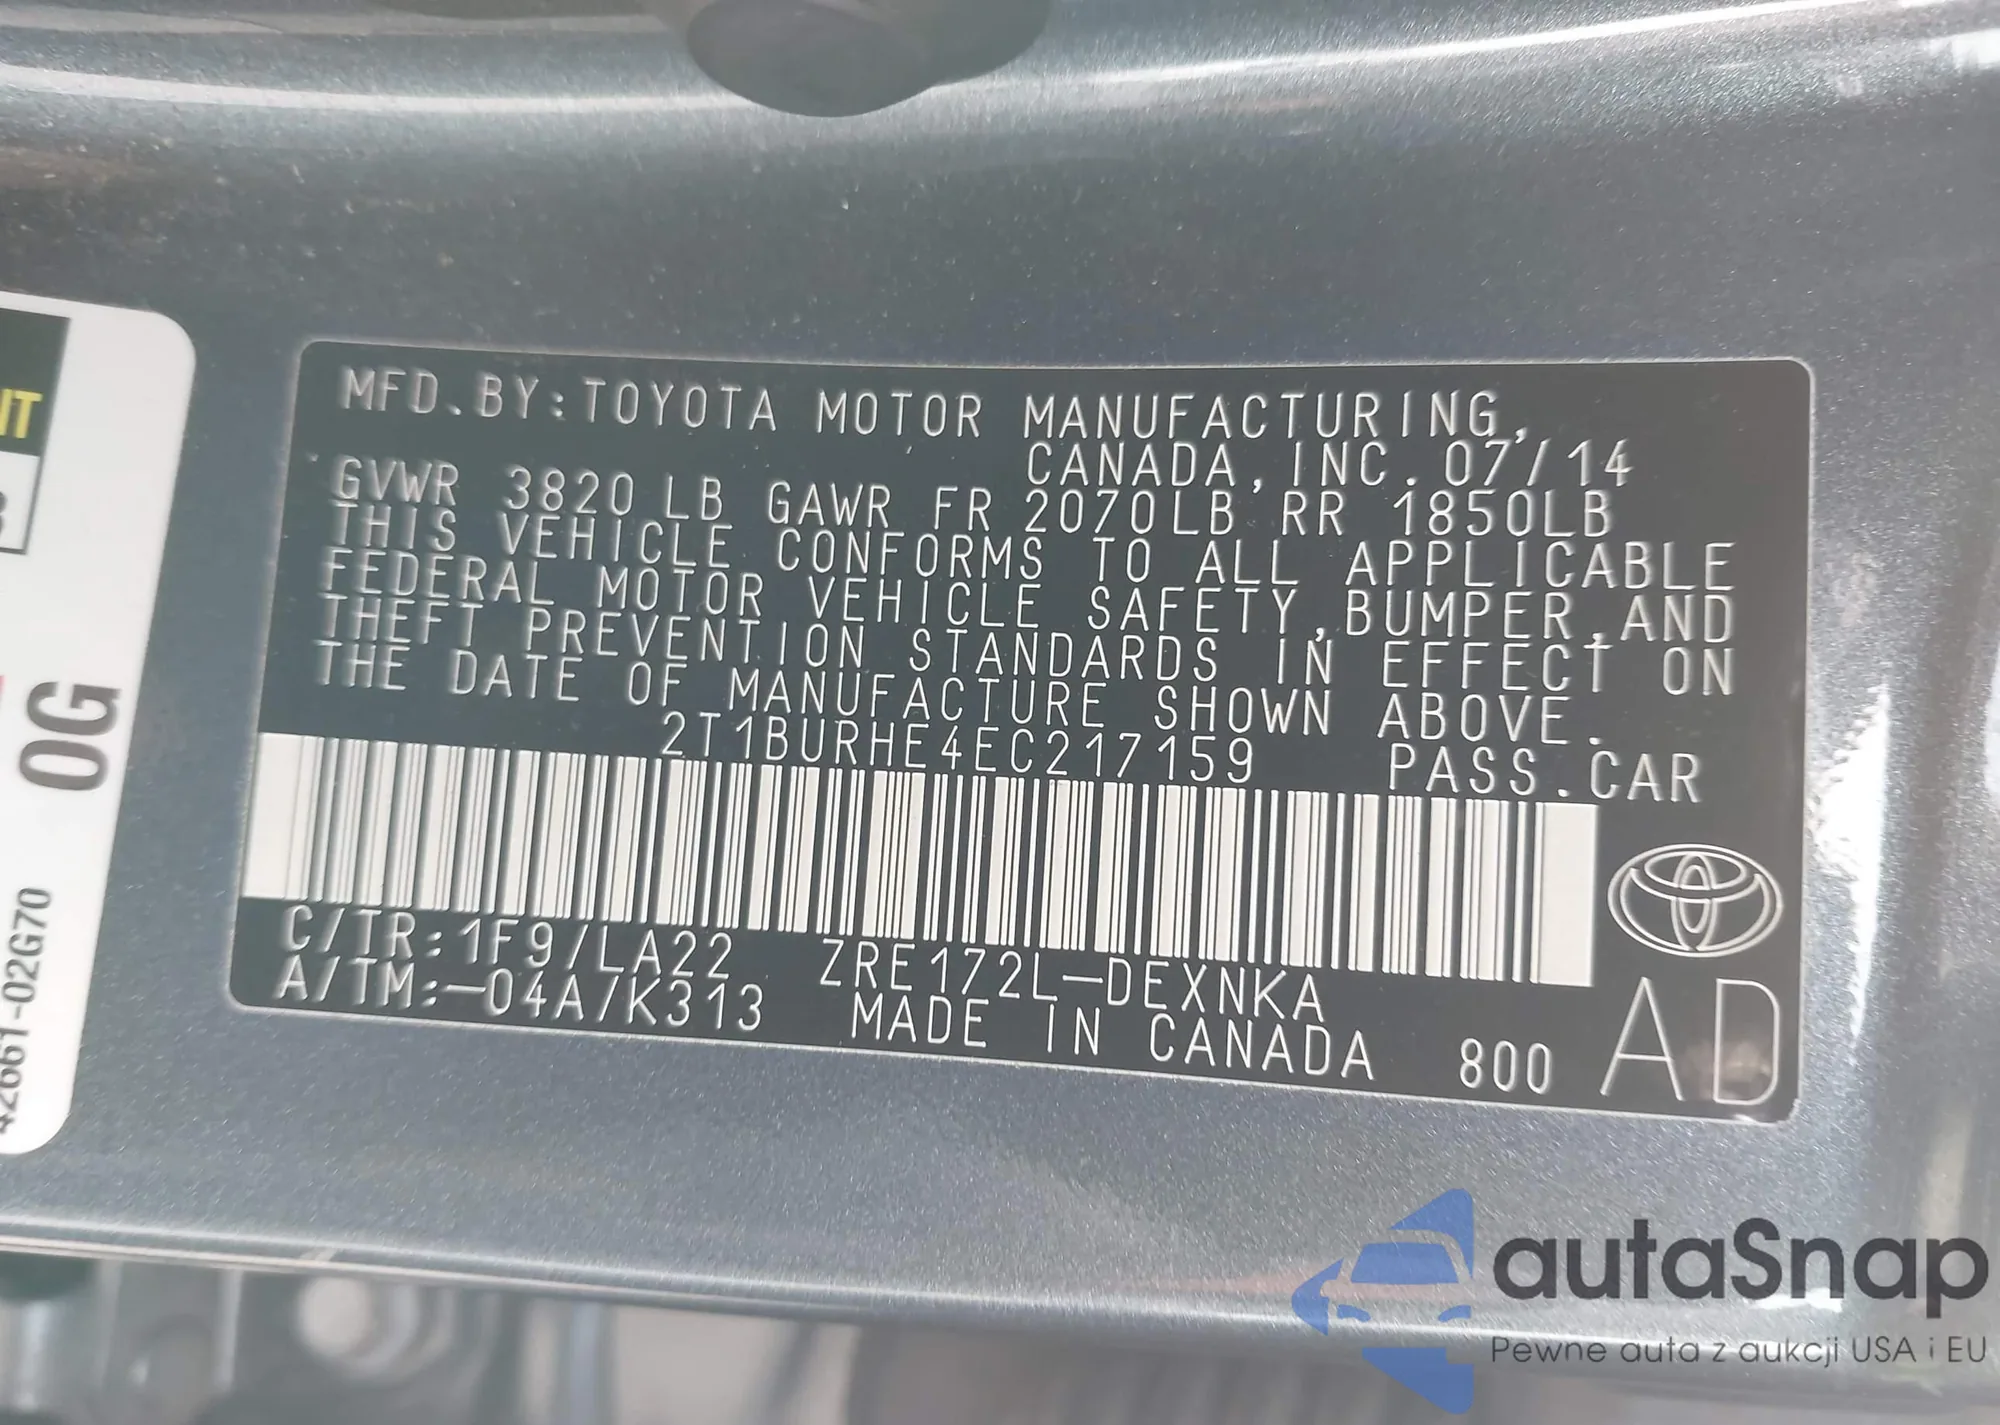 MFD.BY:TOYOTA MOTOR MANUFACTURING,
CANADA,INC.07/14
GVWR 3820 LB GAWR FR 2070LB RR 1850LB
THIS VEHICLE CONFORMS TO ALL APPLICABLE
FEDERAL MOTOR VEHICLE SAFETY,BUMPER,AND
THEFT PREVENTION STANDARDS IN EFFECT ON
THE DATE OF MANUFACTURE SHOWN ABOVE.
2T1BURHE4EC217159 PASS.CAR
C/TR:1F9/LA22 ZRE172L-DEXNKA
A/TM:-04A/K313 MADE IN CANADA 800 AD
0G
42661-02G70
autaSnap
Pewne auta z aukcji USA i EU